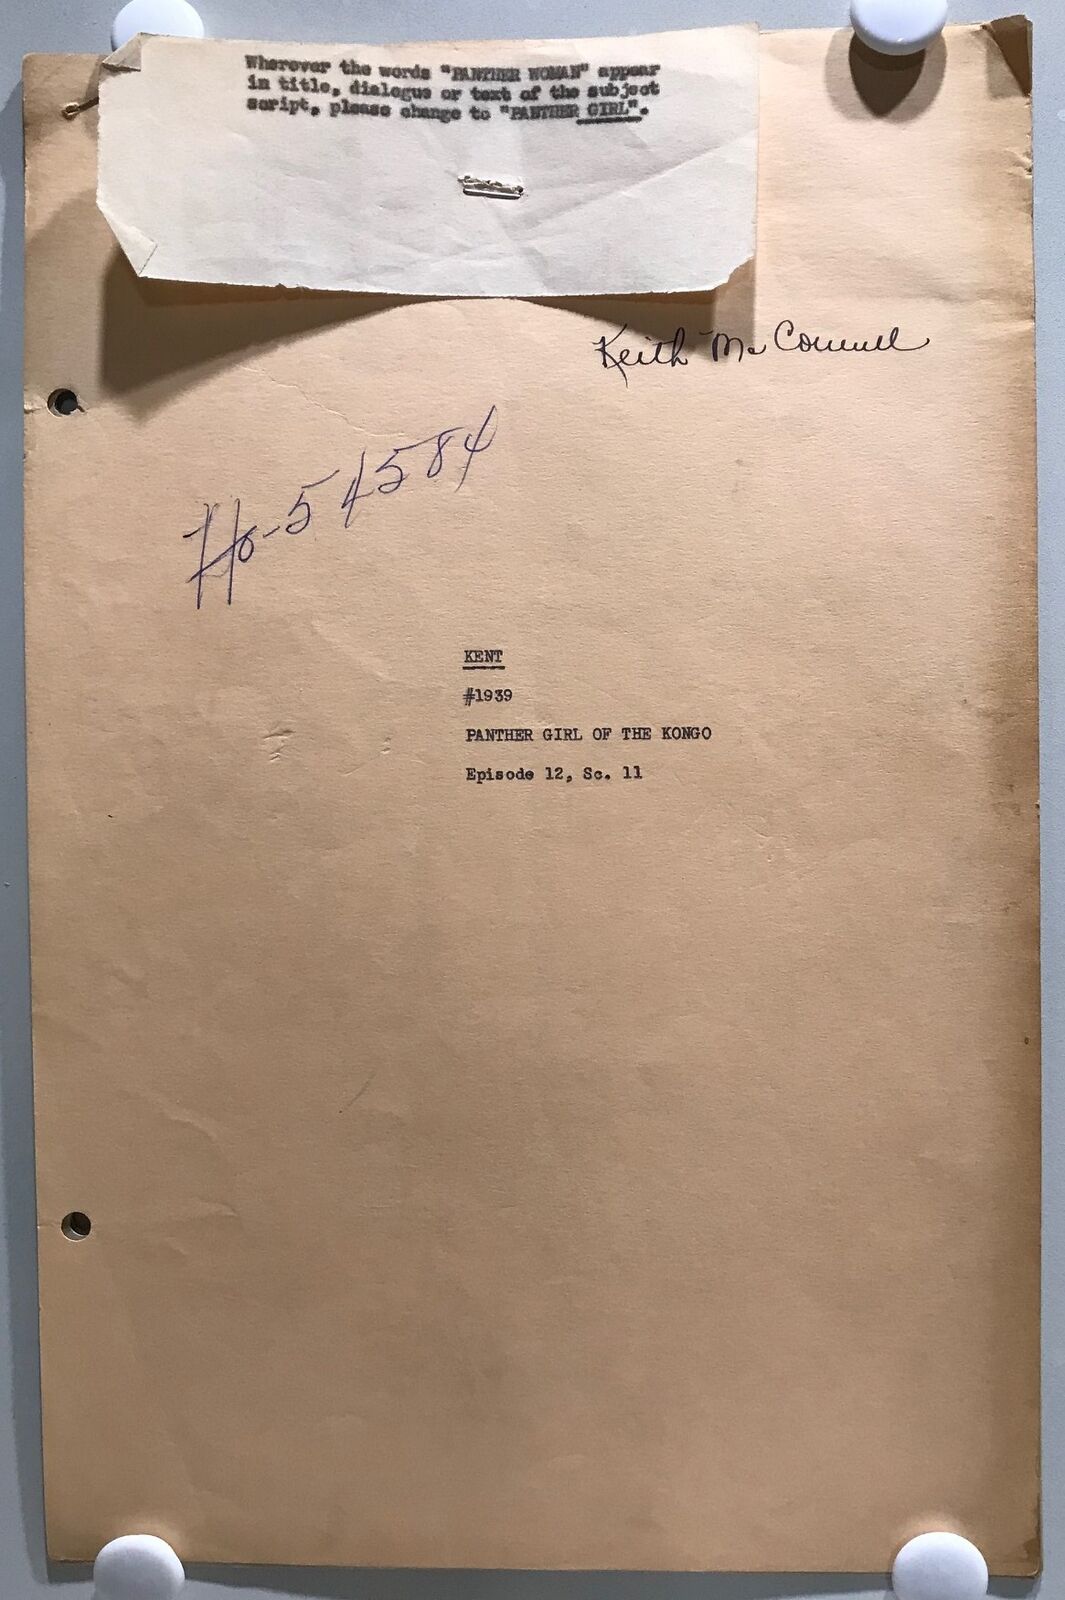 Wherever the words "PANTHER WOMAN" appear
in title, dialogue or text of the subject
script, please change to "PANTHER GIRL".
Keith McConnell
Ho-54584
KENT
#1939
PANTHER GIRL OF THE KONGO
Episode 12, Sc. 11